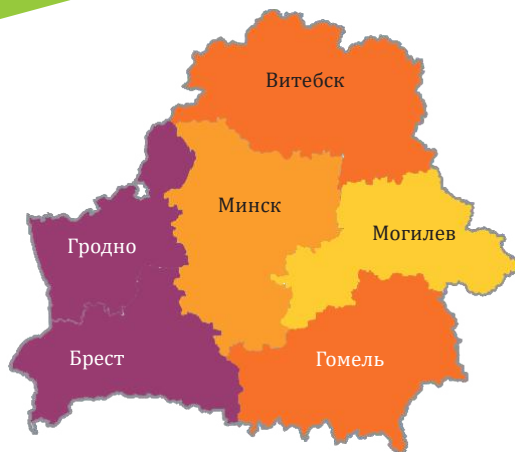 Витебск
Минск
Могилев
Гродно
Брест
Гомель